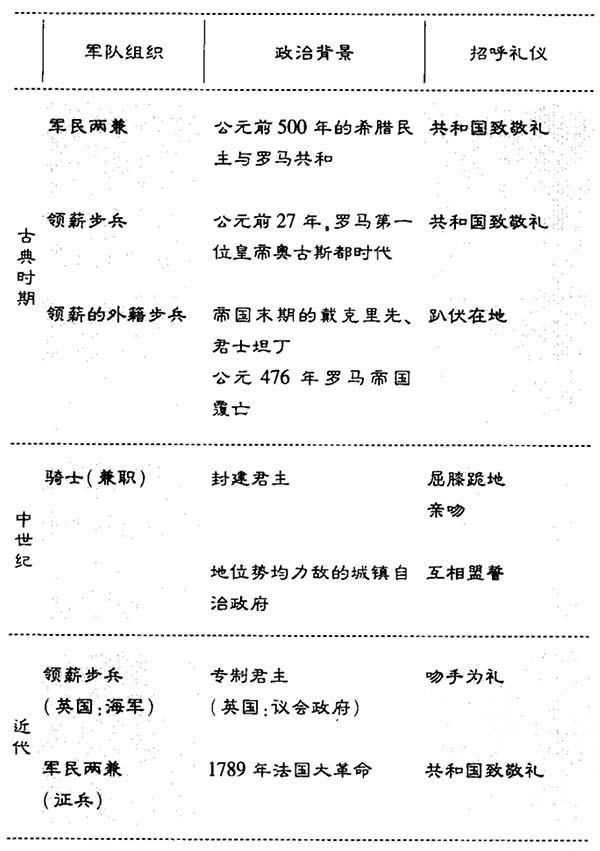 军队组织 政治背景 招呼礼仪
古典时期
军民两兼 公元前500年的希腊民 共和国致敬礼
主与罗马共和
领薪步兵 公元前27年,罗马第一 共和国致敬礼
位皇帝奥古斯都时代
领薪的外籍步兵 帝国末期的戴克里先、 趴伏在地
君士坦丁
公元476年罗马帝国
覆亡
中世纪
骑士(兼职) 封建君主 屈膝跪地
亲吻
地位势均力敌的城镇自 互相盟誓
治政府
近代
领薪步兵 专制君主 吻手为礼
(英国:海军) (英国:议会政府)
军民两兼 1789年法国大革命 共和国致敬礼
(证兵)